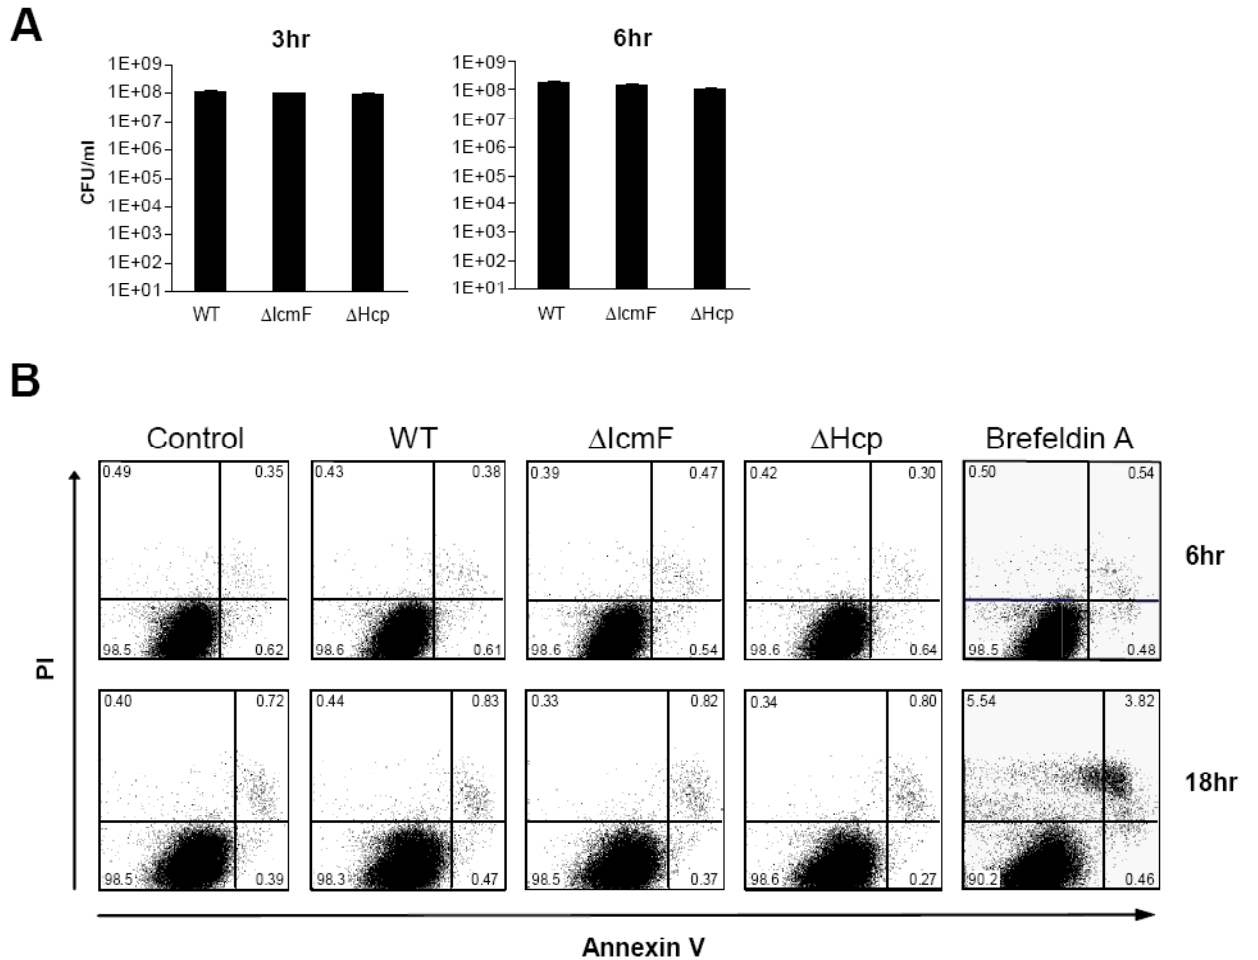 A
3hr
6hr
CFU/ml
1E+09
1E+08
1E+07
1E+06
1E+05
1E+04
1E+03
1E+02
1E+01
WT ΔIcmF ΔHcp
1E+09
1E+08
1E+07
1E+06
1E+05
1E+04
1E+03
1E+02
1E+01
WT ΔIcmF ΔHcp
B
Control WT ΔIcmF ΔHcp Brefeldin A
0.49 0.35 0.43 0.38 0.39 0.47 0.42 0.30 0.50 0.54
6hr
98.5 0.62 98.6 0.61 98.6 0.54 98.6 0.64 98.5 0.48
PI
0.40 0.72 0.44 0.83 0.33 0.82 0.34 0.80 5.54 3.82
18hr
98.5 0.39 98.3 0.47 98.5 0.37 98.6 0.27 90.2 0.46
Annexin V